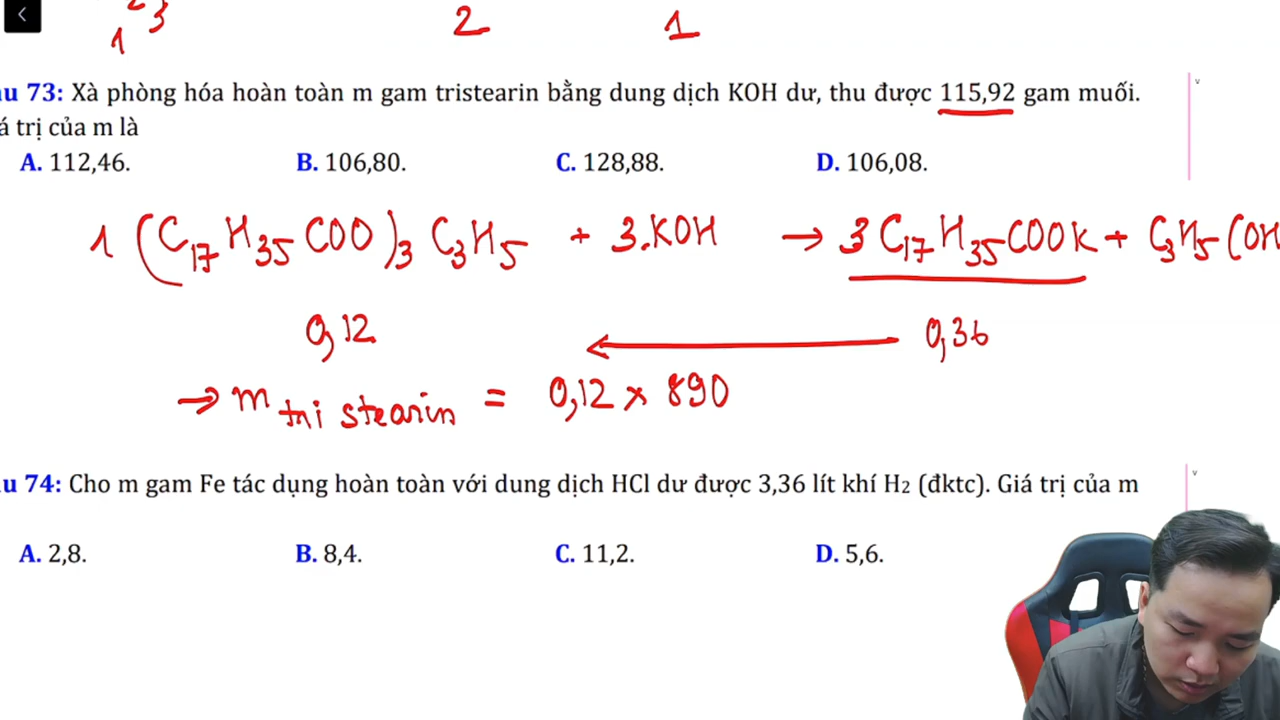 2 3
1
2
1
u 73: Xà phòng hóa hoàn toàn m gam tristearin bằng dung dịch KOH dư, thu được 115,92 gam muối.
á trị của m là
A. 112,46. B. 106,80. C. 128,88. D. 106,08.
1 (C17H35COO)3 C3H5 + 3.KOH → 3 C17H35COOK + C3H5(OH
0,12 ← 0,36
→ m tri stearin = 0,12 × 890
u 74: Cho m gam Fe tác dụng hoàn toàn với dung dịch HCl dư được 3,36 lít khí H2 (đktc). Giá trị của m
A. 2,8. B. 8,4. C. 11,2. D. 5,6.